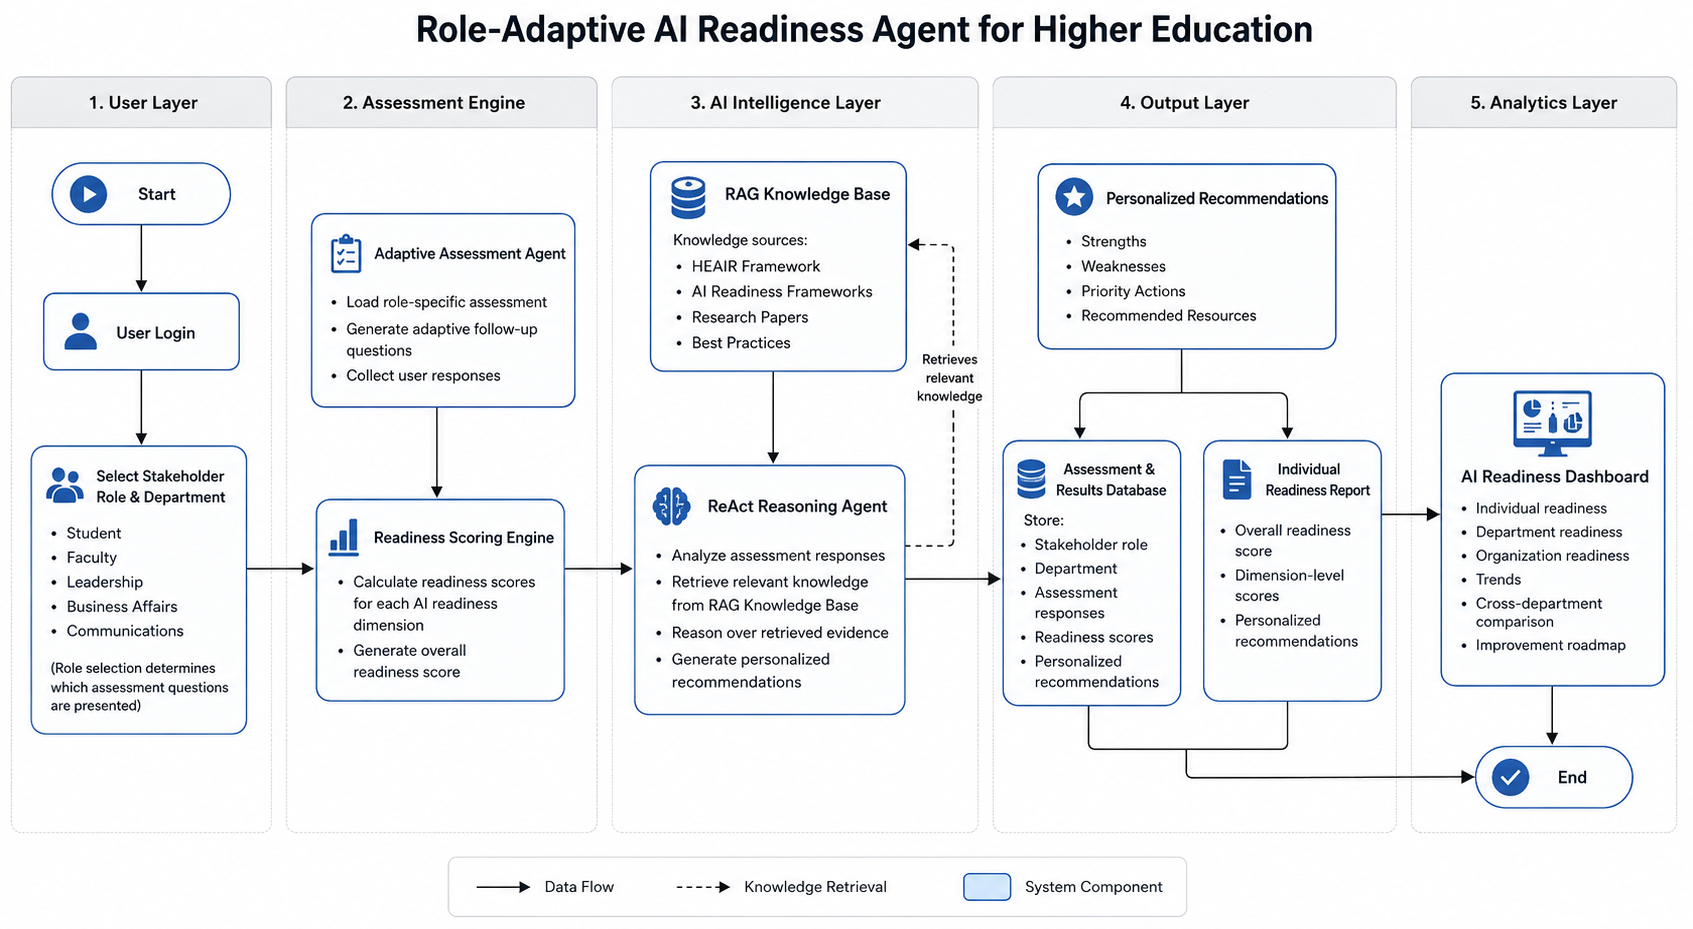 Role-Adaptive AI Readiness Agent for Higher Education
1. User Layer
Start
User Login
Select Stakeholder
Role & Department
• Student
• Faculty
• Leadership
• Business Affairs
• Communications
(Role selection determines
which assessment questions
are presented)
2. Assessment Engine
Adaptive Assessment Agent
• Load role-specific assessment
• Generate adaptive follow-up
questions
• Collect user responses
Readiness Scoring Engine
• Calculate readiness scores
for each AI readiness
dimension
• Generate overall
readiness score
3. AI Intelligence Layer
RAG Knowledge Base
Knowledge sources:
• HEAIR Framework
• AI Readiness Frameworks
• Research Papers
• Best Practices
Retrieves
relevant
knowledge
ReAct Reasoning Agent
• Analyze assessment responses
• Retrieve relevant knowledge
from RAG Knowledge Base
• Reason over retrieved evidence
• Generate personalized
recommendations
4. Output Layer
Personalized Recommendations
• Strengths
• Weaknesses
• Priority Actions
• Recommended Resources
Assessment &
Results Database
Store:
• Stakeholder role
• Department
• Assessment
responses
• Readiness scores
• Personalized
recommendations
Individual
Readiness Report
• Overall readiness
score
• Dimension-level
scores
• Personalized
recommendations
5. Analytics Layer
AI Readiness Dashboard
• Individual readiness
• Department readiness
• Organization readiness
• Trends
• Cross-department
comparison
• Improvement roadmap
End
Data Flow
Knowledge Retrieval
System Component